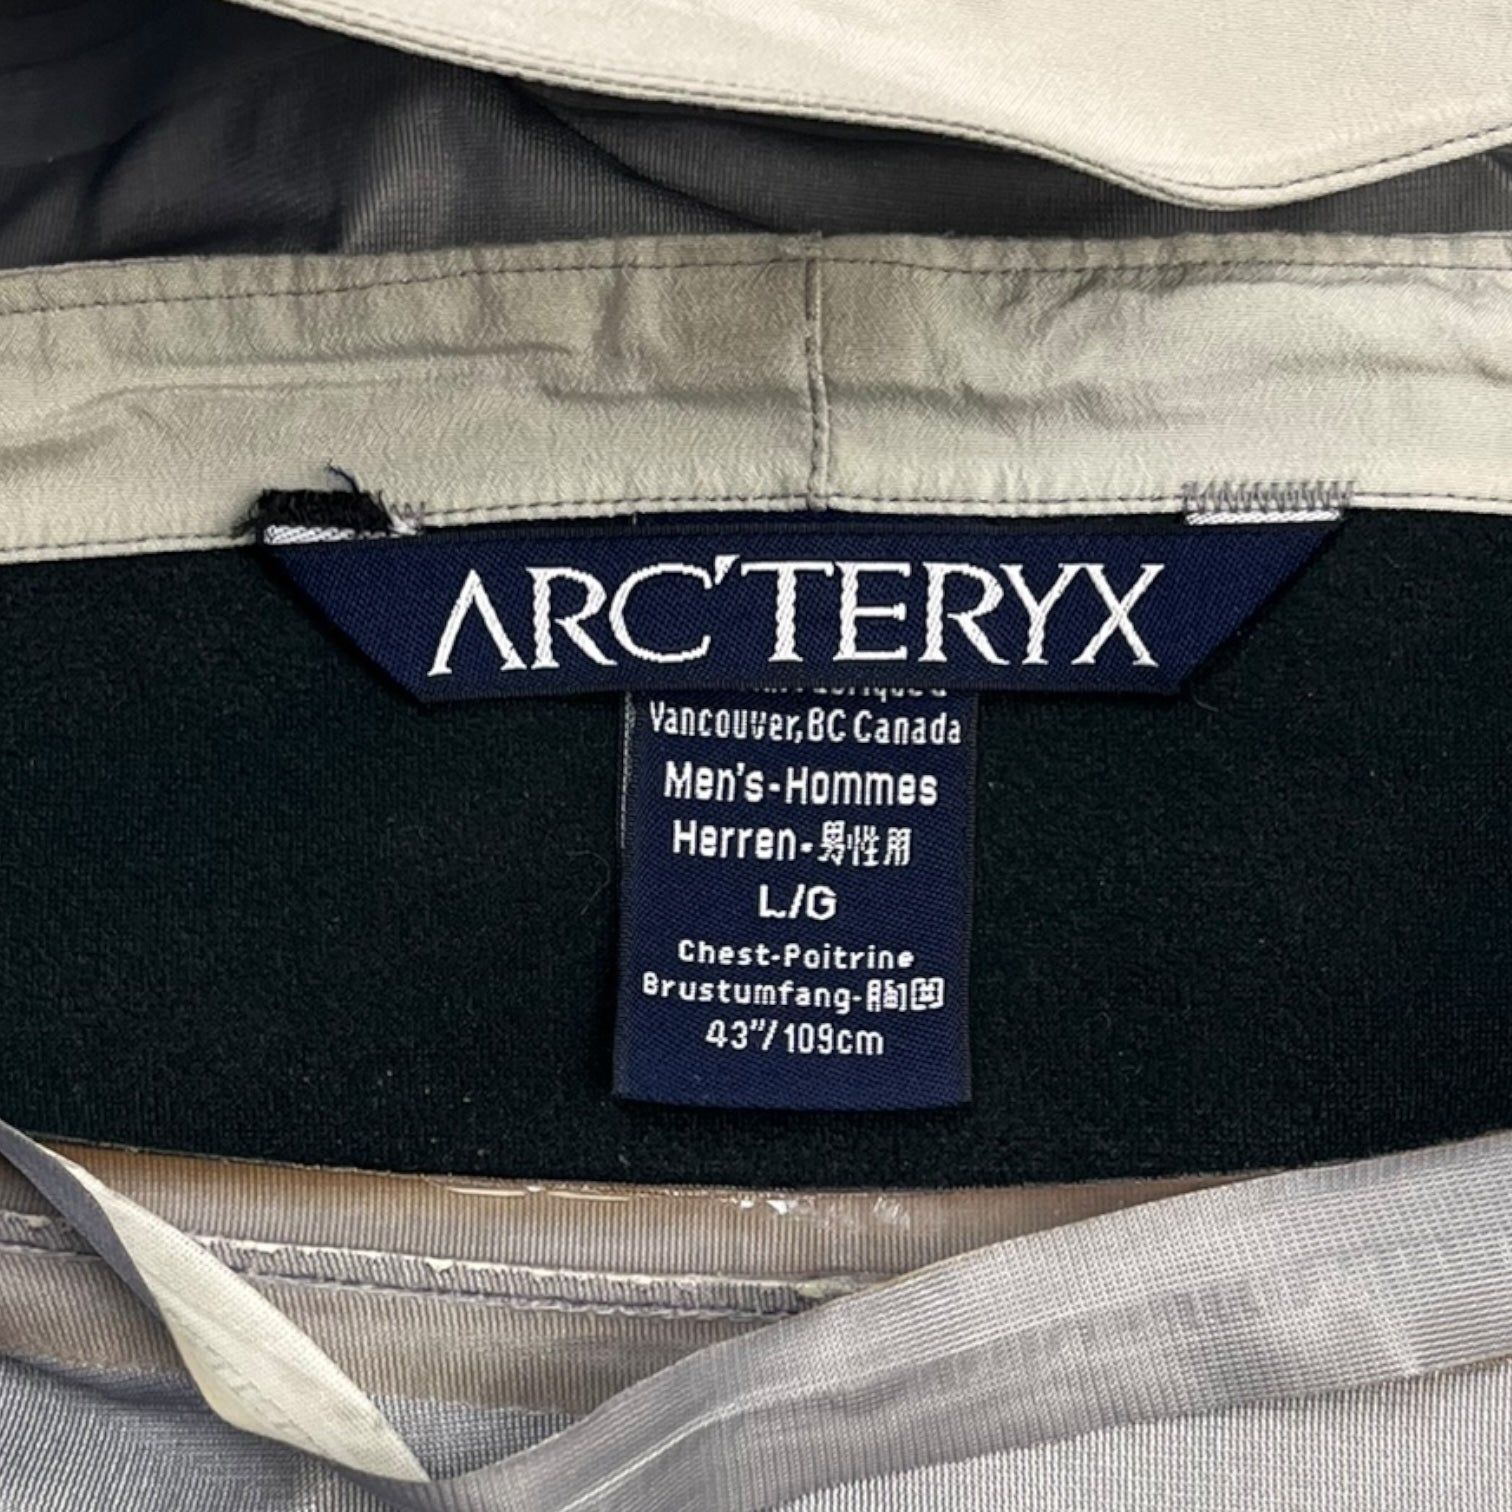 ARC'TERYX
Vancouver, BC Canada
Men's-Hommes
Herren-男性用
L/G
Chest-Poitrine
Brustumfang-胸囲
43"/109cm